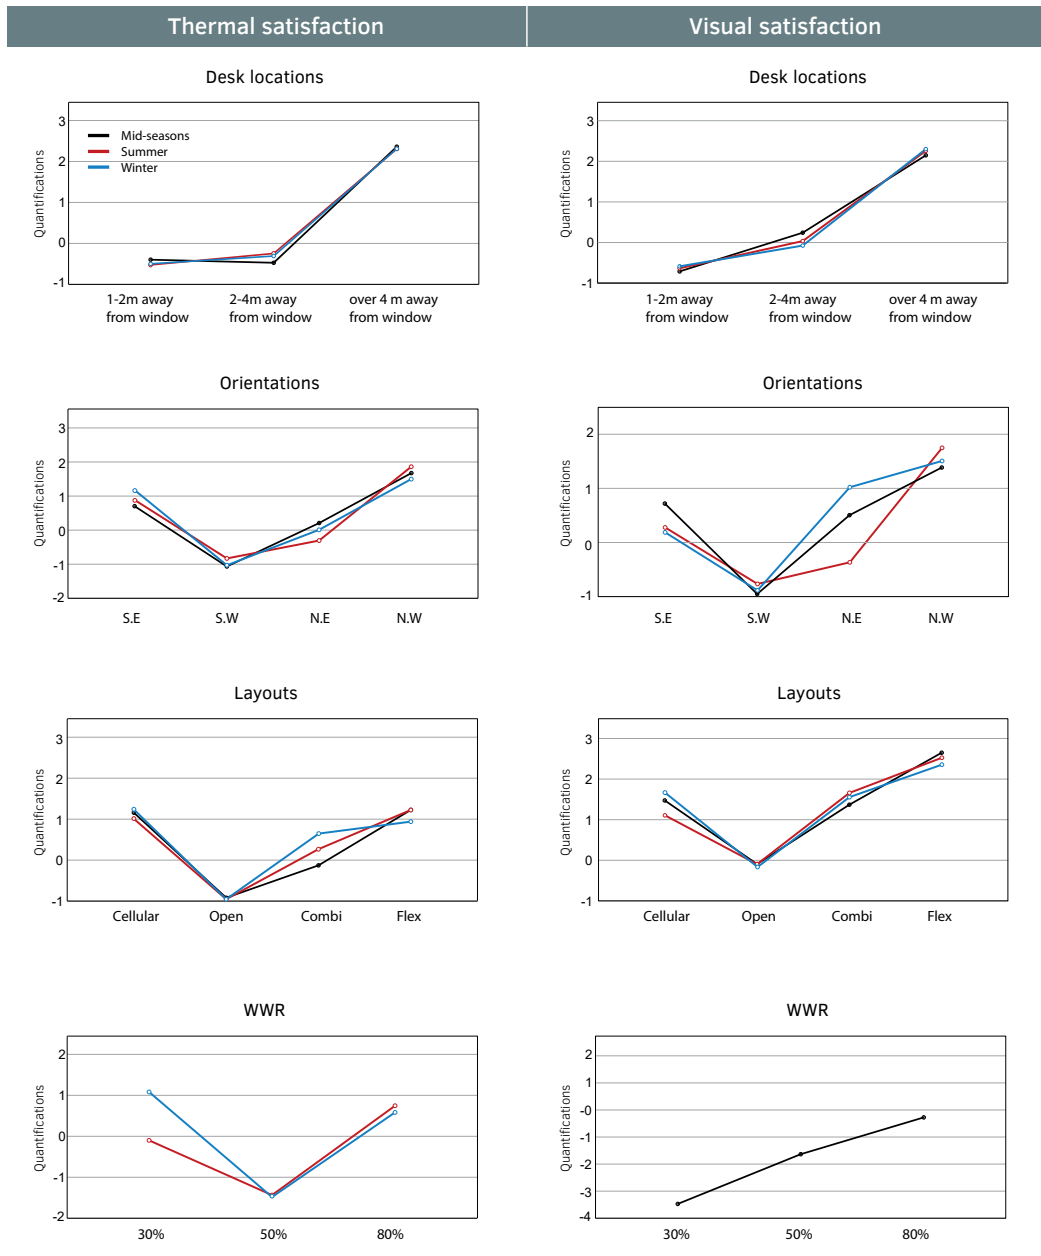 Thermal satisfaction
Visual satisfaction
Desk locations
Quantifications
3
2
1
0
-1
Mid-seasons
Summer
Winter
1-2m away
from window
2-4m away
from window
over 4 m away
from window
Desk locations
Quantifications
3
2
1
0
-1
1-2m away
from window
2-4m away
from window
over 4 m away
from window
Orientations
Quantifications
3
2
1
0
-1
-2
S.E
S.W
N.E
N.W
Orientations
Quantifications
2
1
0
-1
S.E
S.W
N.E
N.W
Layouts
Quantifications
3
2
1
0
-1
Cellular
Open
Combi
Flex
Layouts
Quantifications
3
2
1
0
-1
Cellular
Open
Combi
Flex
WWR
Quantifications
2
1
0
-1
-2
30%
50%
80%
WWR
Quantifications
2
1
-0
-1
-2
-3
-4
30%
50%
80%